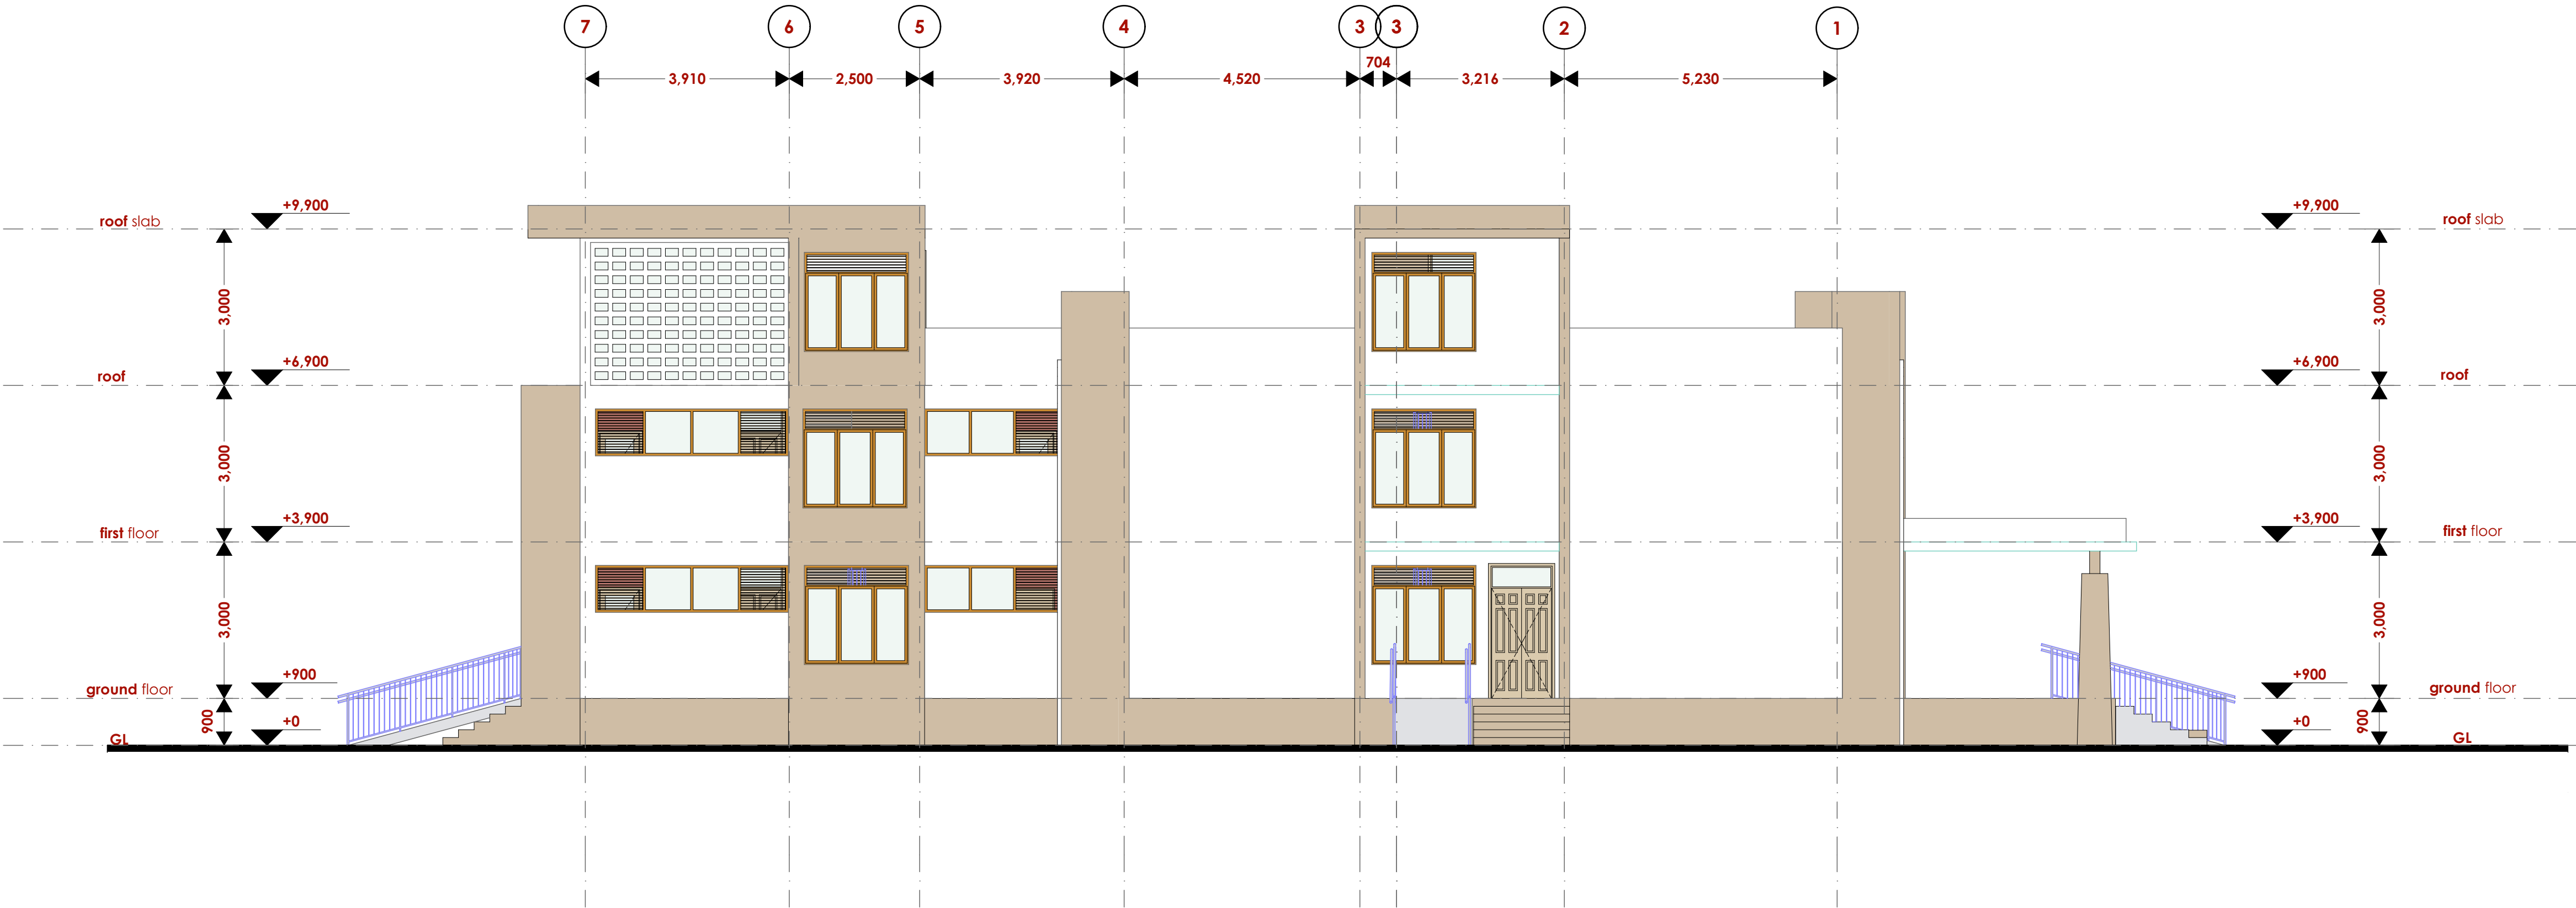 7 6 5 4 3 3 2 1
704
3,910 2,500 3,920 4,520 3,216 5,230
+9,900 +9,900
roof slab roof slab
3,000 3,000
+6,900 +6,900
roof roof
3,000 3,000
+3,900 +3,900
first floor first floor
3,000 3,000
+900 +900
ground floor ground floor
900 +0 900 +0
GL GL